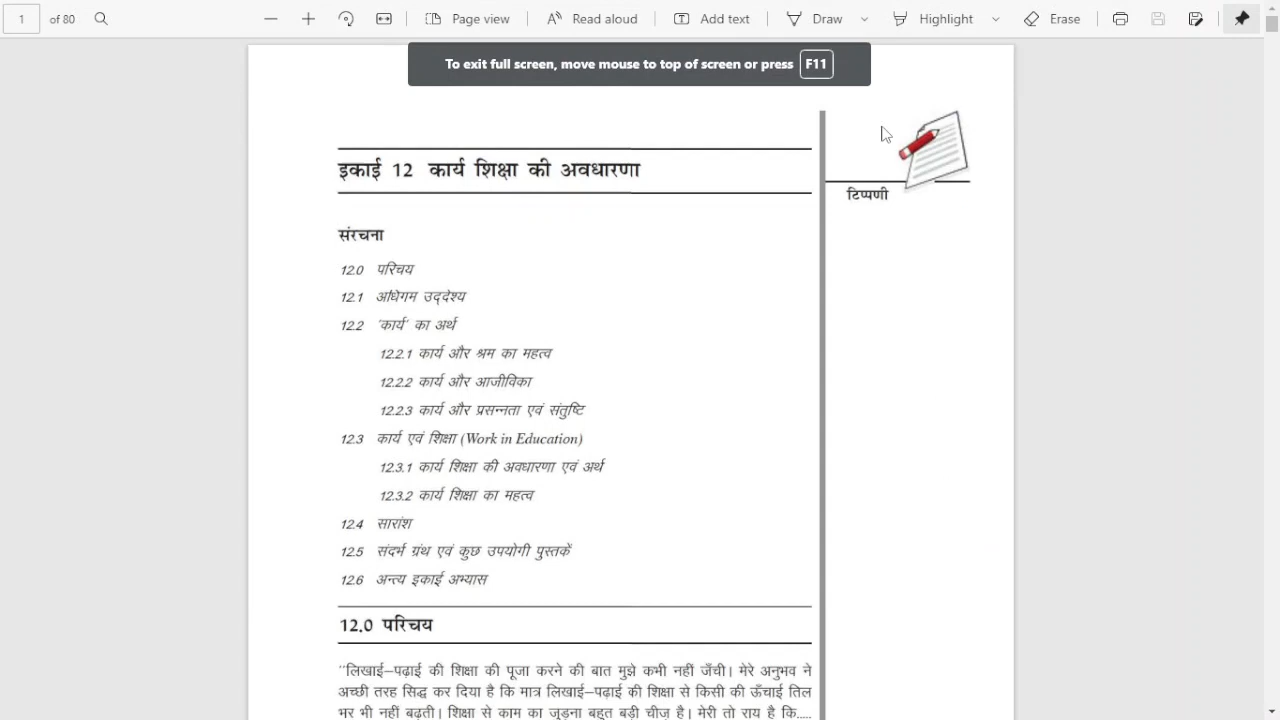 1 of 80 Page view Read aloud Add text Draw Highlight Erase
To exit full screen, move mouse to top of screen or press F11
इकाई 12 कार्य शिक्षा की अवधारणा
टिप्पणी
संरचना
12.0 परिचय
12.1 अधिगम उद्देश्य
12.2 'कार्य' का अर्थ
12.2.1 कार्य और श्रम का महत्व
12.2.2 कार्य और आजीविका
12.2.3 कार्य और प्रसन्नता एवं संतुष्टि
12.3 कार्य एवं शिक्षा (Work in Education)
12.3.1 कार्य शिक्षा की अवधारणा एवं अर्थ
12.3.2 कार्य शिक्षा का महत्व
12.4 सारांश
12.5 संदर्भ ग्रंथ एवं कुछ उपयोगी पुस्तकें
12.6 अन्त्य इकाई अभ्यास
12.0 परिचय
''लिखाई–पढ़ाई की शिक्षा की पूजा करने की बात मुझे कभी नहीं जँची। मेरे अनुभव ने
अच्छी तरह सिद्ध कर दिया है कि मात्र लिखाई–पढ़ाई की शिक्षा से किसी की ऊँचाई तिल
भर भी नहीं बढ़ती। शिक्षा से काम का जुड़ना बहुत बड़ी चीज़ है। मेरी तो राय है कि.....